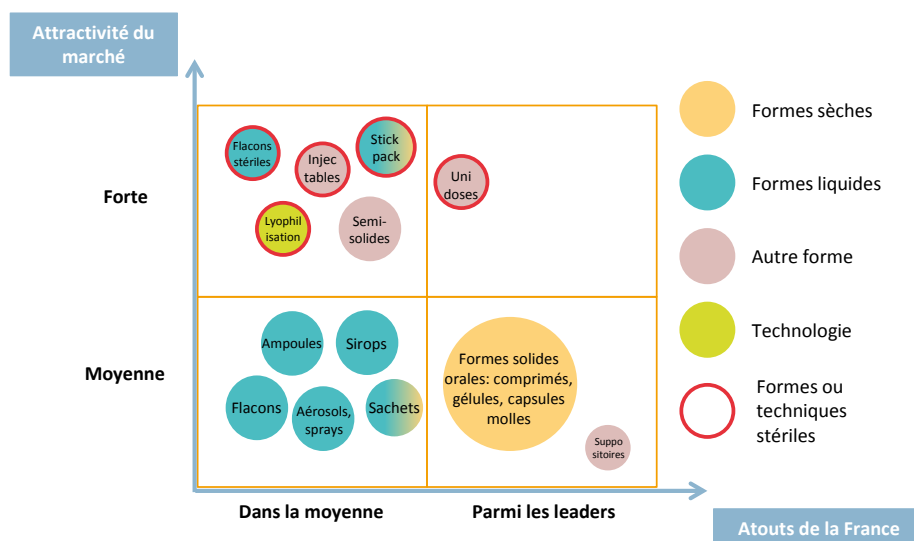 Attractivité du
marché
Forte
Moyenne
Flacons
stériles
Injec
tables
Stick
pack
Lyophil
isation
Semi-
solides
Uni
doses
Ampoules
Sirops
Flacons
Aérosols,
sprays
Sachets
Formes solides
orales: comprimés,
gélules, capsules
molles
Suppo
sitoires
Dans la moyenne
Parmi les leaders
Atouts de la France
Formes sèches
Formes liquides
Autre forme
Technologie
Formes ou
techniques
stériles